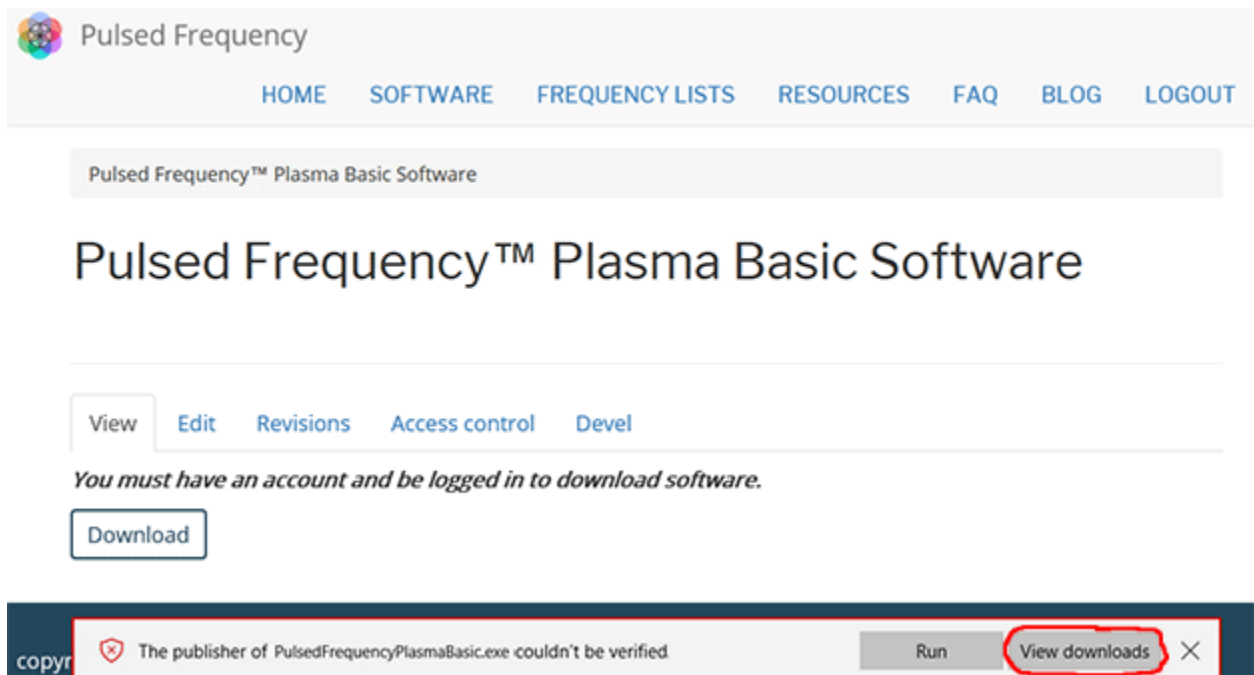 Pulsed Frequency
HOME SOFTWARE FREQUENCY LISTS RESOURCES FAQ BLOG LOGOUT
Pulsed Frequency™ Plasma Basic Software
Pulsed Frequency™ Plasma Basic Software
View Edit Revisions Access control Devel
You must have an account and be logged in to download software.
Download
copyr
The publisher of PulsedFrequencyPlasmaBasic.exe couldn't be verified Run View downloads